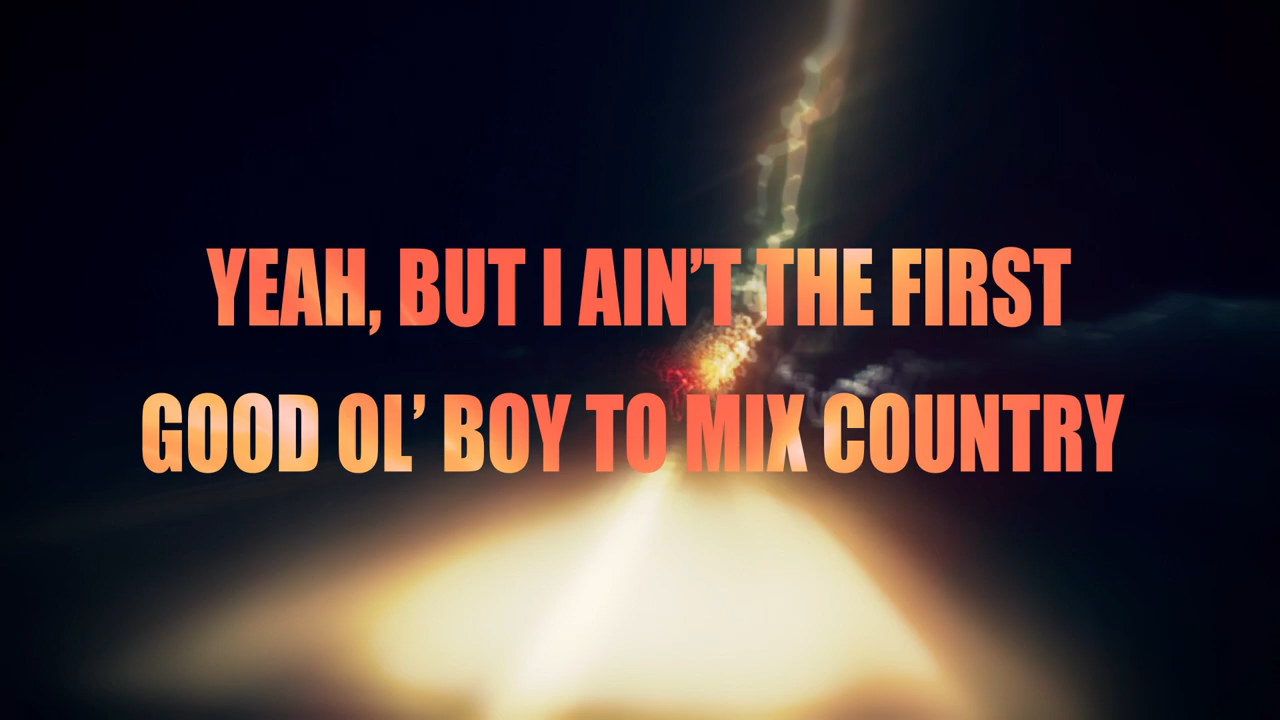 YEAH, BUT I AIN’T THE FIRST
GOOD OL’ BOY TO MIX COUNTRY